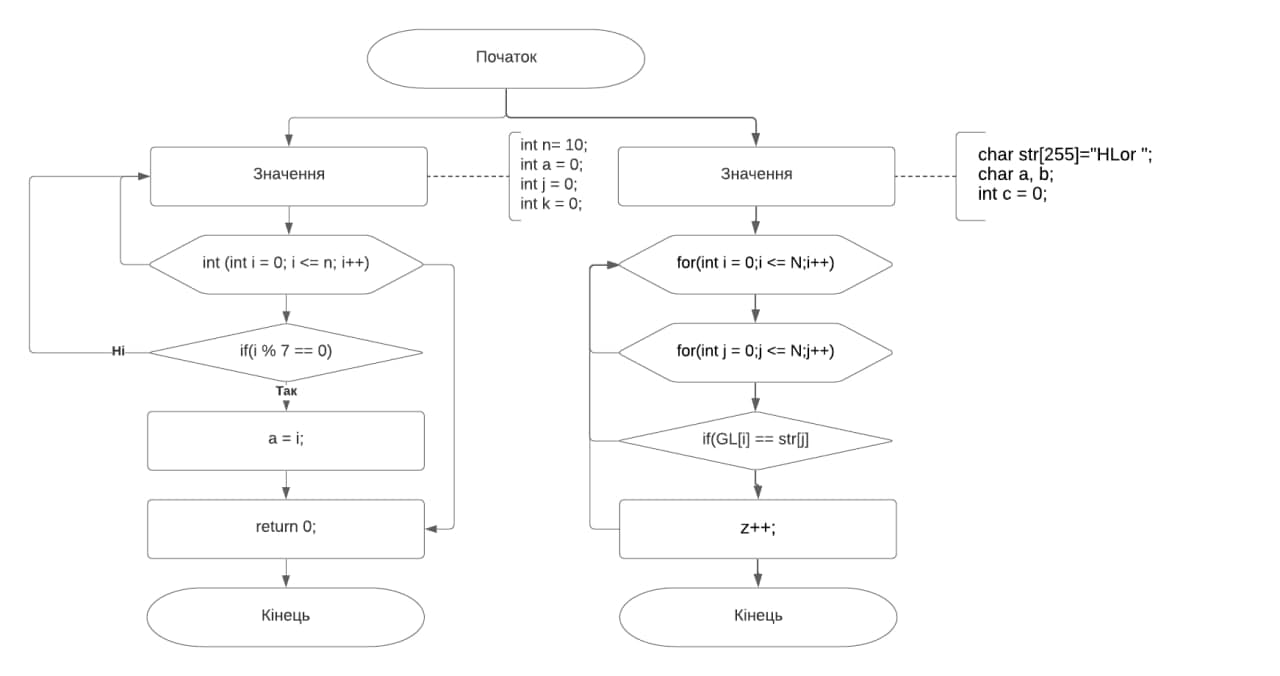 Початок
Значення
int n= 10;
int a = 0;
int j = 0;
int k = 0;
int (int i = 0; i <= n; i++)
if(i % 7 == 0)
Ні
Так
a = i;
return 0;
Кінець
Значення
char str[255]="HLor ";
char a, b;
int c = 0;
for(int i = 0;i <= N;i++)
for(int j = 0;j <= N;j++)
if(GL[i] == str[j]
z++;
Кінець